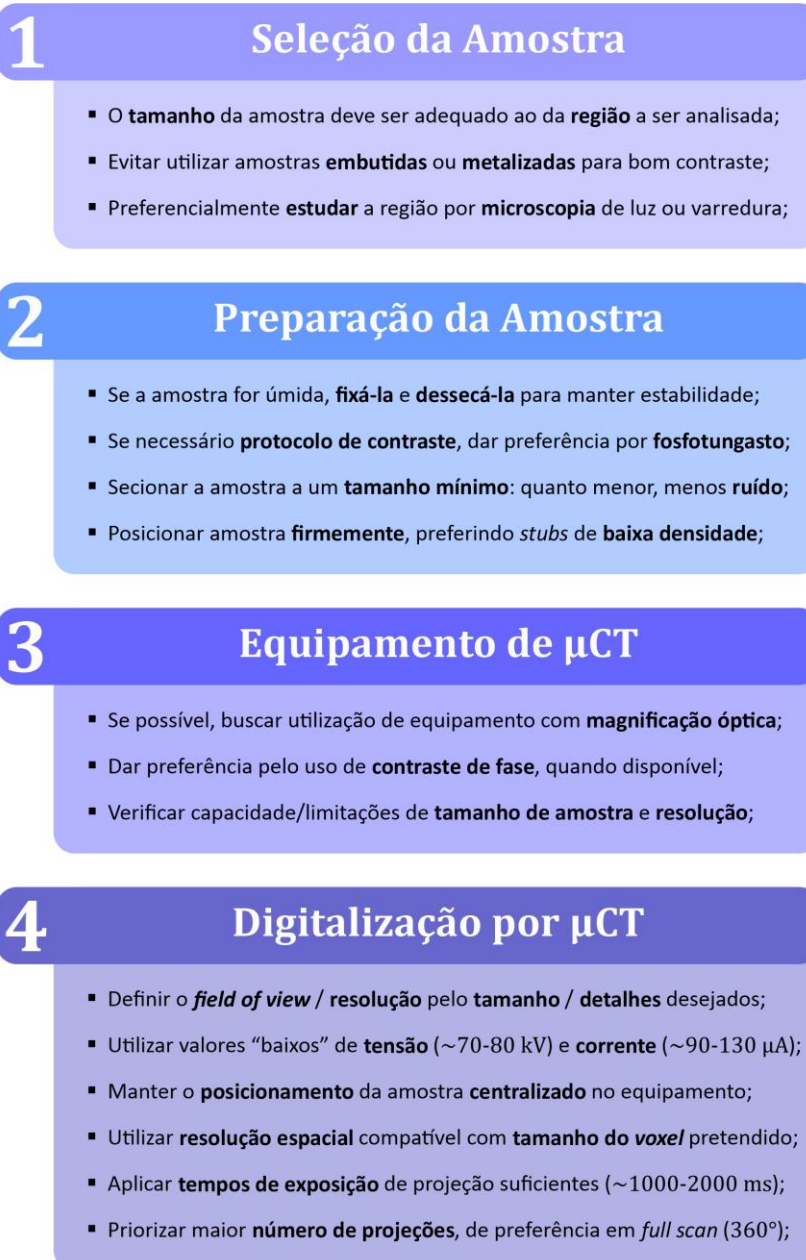 1
Seleção da Amostra
▪ O tamanho da amostra deve ser adequado ao da região a ser analisada;
▪ Evitar utilizar amostras embutidas ou metalizadas para bom contraste;
▪ Preferencialmente estudar a região por microscopia de luz ou varredura;
2
Preparação da Amostra
▪ Se a amostra for úmida, fixá-la e dessecá-la para manter estabilidade;
▪ Se necessário protocolo de contraste, dar preferência por fosfotungasto;
▪ Secionar a amostra a um tamanho mínimo: quanto menor, menos ruído;
▪ Posicionar amostra firmemente, preferindo stubs de baixa densidade;
3
Equipamento de μCT
▪ Se possível, buscar utilização de equipamento com magnificação óptica;
▪ Dar preferência pelo uso de contraste de fase, quando disponível;
▪ Verificar capacidade/limitações de tamanho de amostra e resolução;
4
Digitalização por μCT
▪ Definir o field of view / resolução pelo tamanho / detalhes desejados;
▪ Utilizar valores “baixos” de tensão (~70-80 kV) e corrente (~90-130 μA);
▪ Manter o posicionamento da amostra centralizado no equipamento;
▪ Utilizar resolução espacial compatível com tamanho do voxel pretendido;
▪ Aplicar tempos de exposição de projeção suficientes (~1000-2000 ms);
▪ Priorizar maior número de projeções, de preferência em full scan (360°);